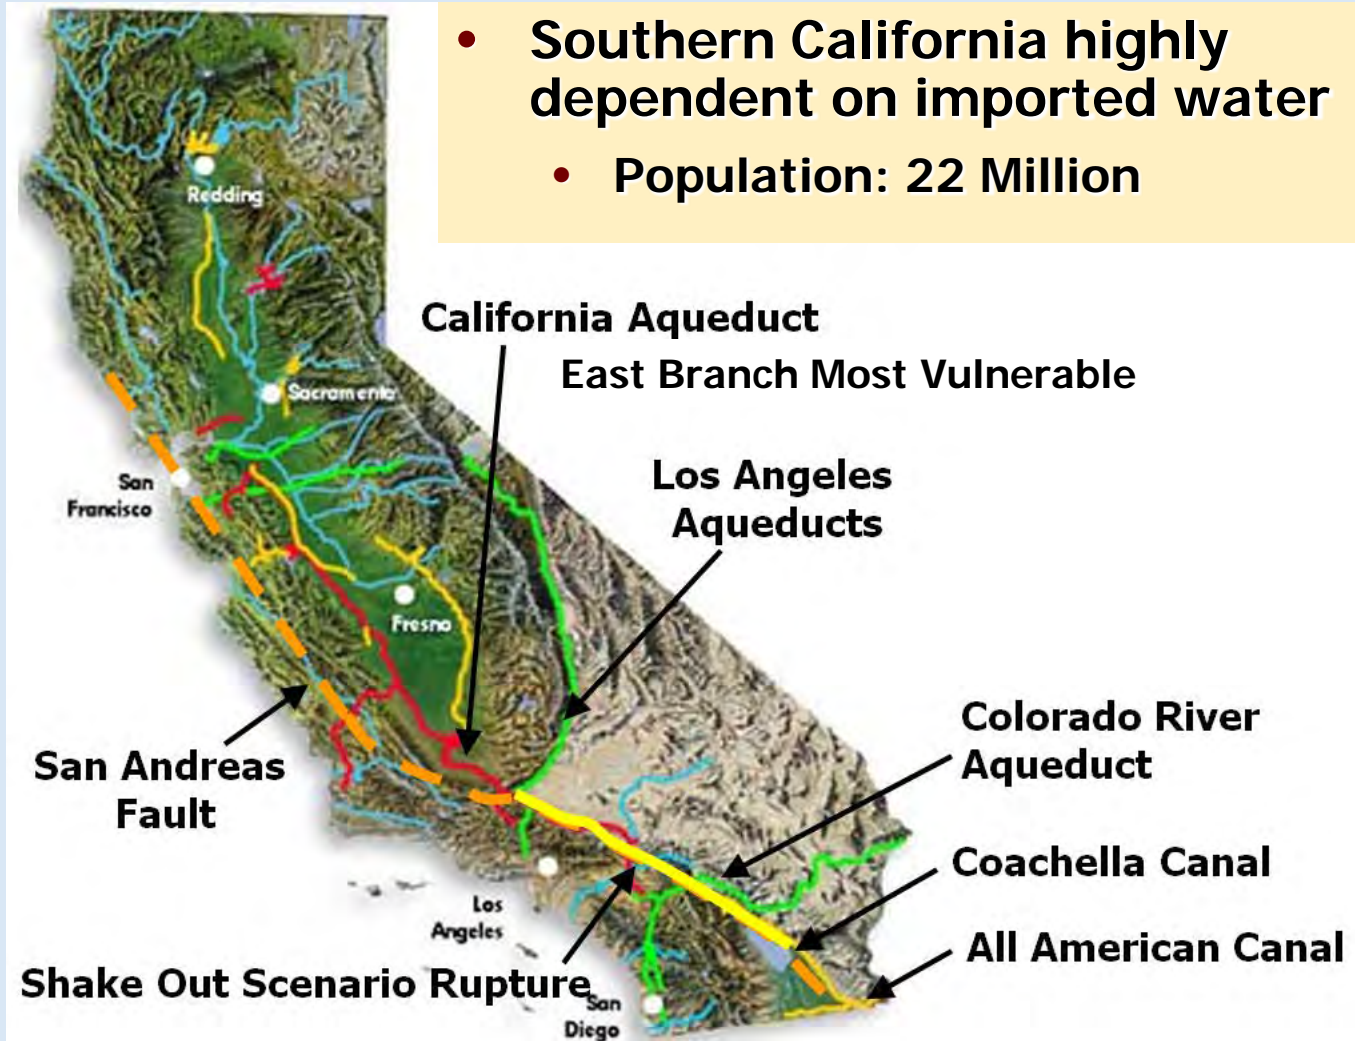 • Southern California highly
dependent on imported water
• Population: 22 Million
Redding
California Aqueduct
East Branch Most Vulnerable
Sacramento
Los Angeles
Aqueducts
San
Francisco
Fresno
Colorado River
Aqueduct
San Andreas
Fault
Coachella Canal
Los
Angeles
All American Canal
Shake Out Scenario Rupture
San
Diego